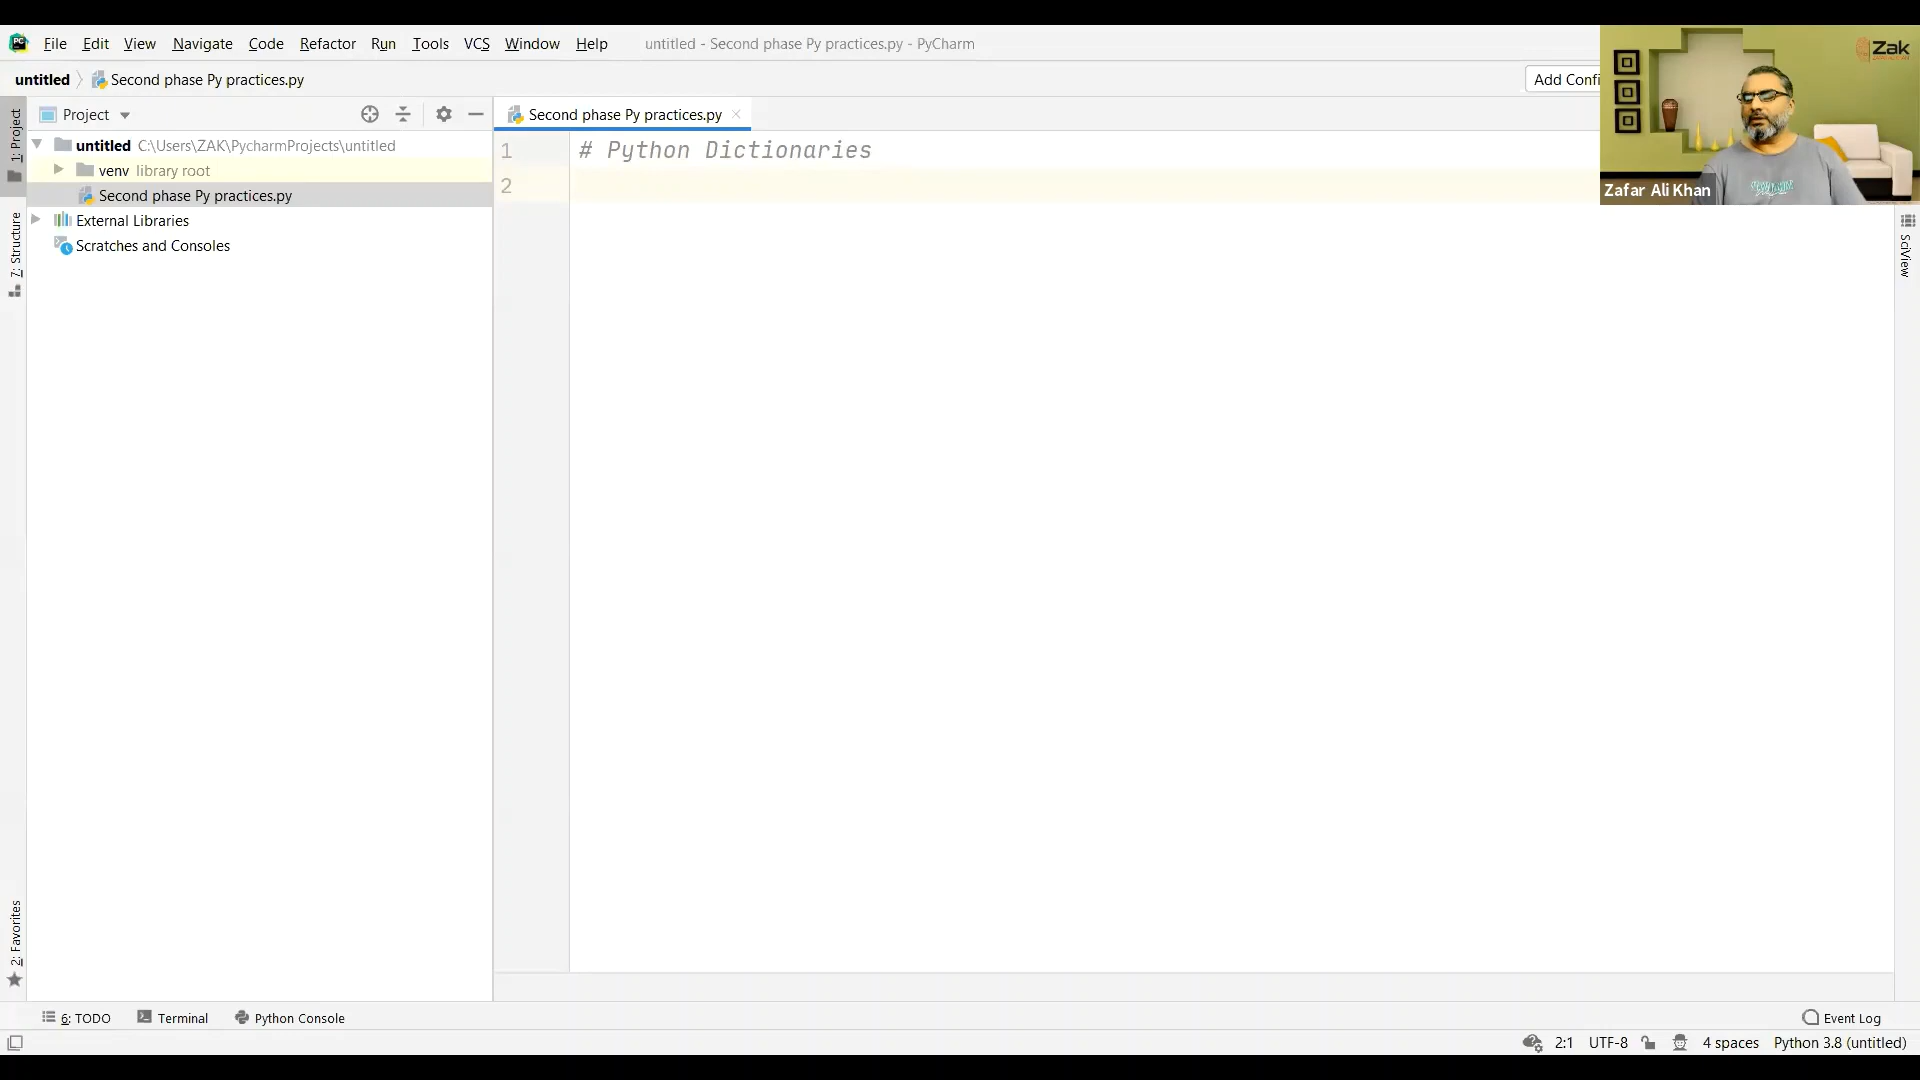 File Edit View Navigate Code Refactor Run Tools VCS Window Help untitled - Second phase Py practices.py - PyCharm
untitled Second phase Py practices.py
Add Confi
Zak
Zafar Ali Khan
Project
Second phase Py practices.py
1: Project
untitled C:\Users\ZAK\PycharmProjects\untitled
venv library root
Second phase Py practices.py
External Libraries
Scratches and Consoles
7: Structure
2: Favorites
1 # Python Dictionaries
2
SciView
6: TODO Terminal Python Console
Event Log
2:1 UTF-8 4 spaces Python 3.8 (untitled)